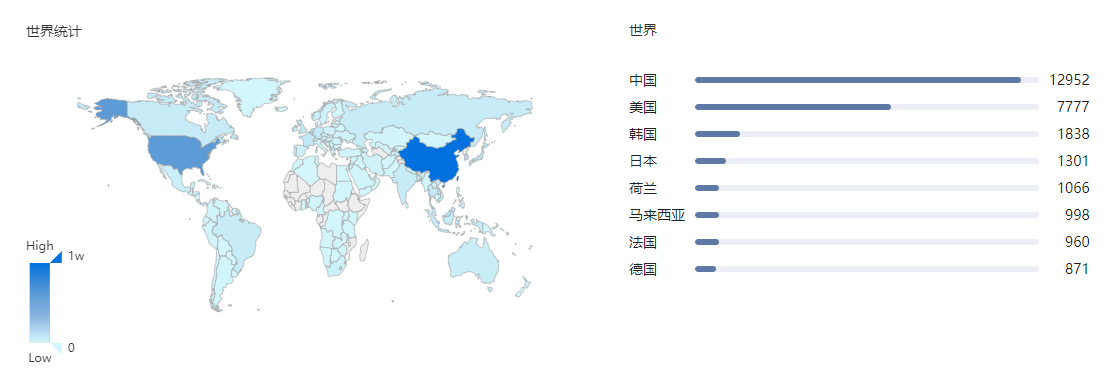 世界统计
High
1w
0
Low
世界
中国 12952
美国 7777
韩国 1838
日本 1301
荷兰 1066
马来西亚 998
法国 960
德国 871